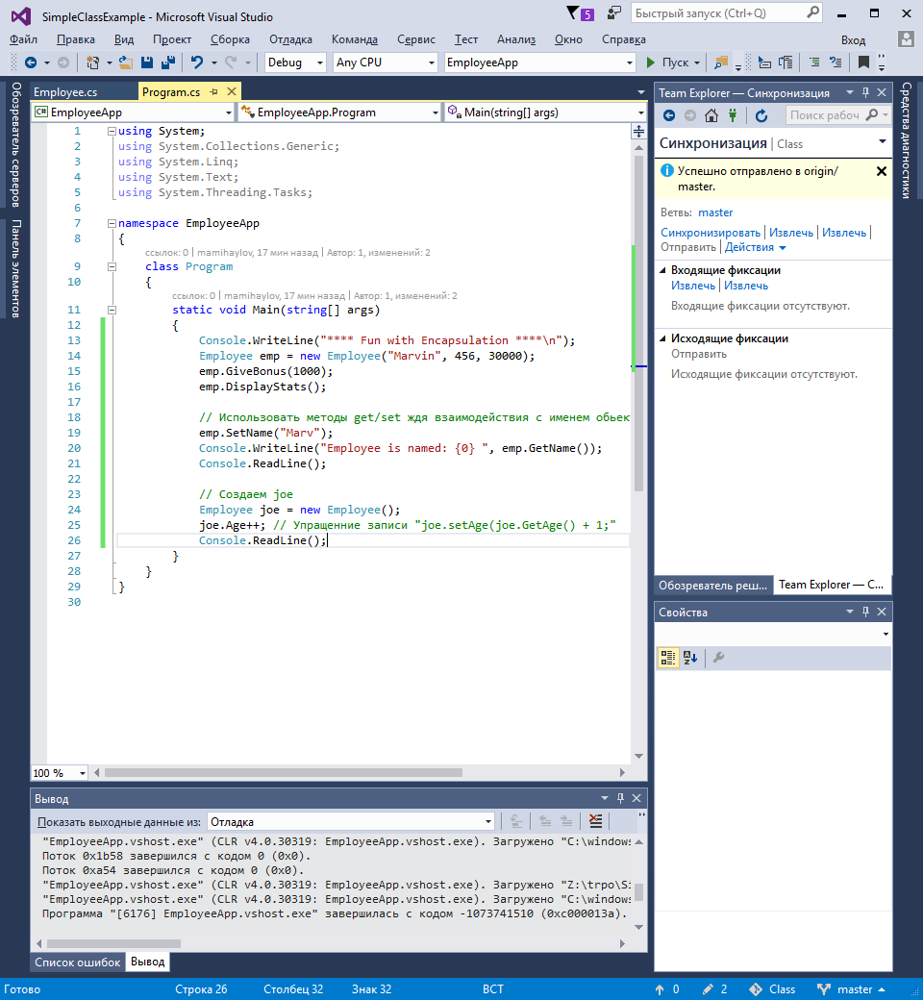 SimpleClassExample - Microsoft Visual Studio
5
Быстрый запуск (Ctrl+Q)
Файл Правка Вид Проект Сборка Отладка Команда Сервис Тест Анализ Окно Справка Вход
Debug Any CPU EmployeeApp Пуск
Обозреватель серверов
Панель элементов
Employee.cs Program.cs
EmployeeApp EmployeeApp.Program Main(string[] args)
1 using System;
2 using System.Collections.Generic;
3 using System.Linq;
4 using System.Text;
5 using System.Threading.Tasks;
6
7 namespace EmployeeApp
8 {
ссылок: 0 | mamihaylov, 17 мин назад | Автор: 1, изменений: 2
9 class Program
10 {
ссылок: 0 | mamihaylov, 17 мин назад | Автор: 1, изменений: 2
11 static void Main(string[] args)
12 {
13 Console.WriteLine("**** Fun with Encapsulation ****\n");
14 Employee emp = new Employee("Marvin", 456, 30000);
15 emp.GiveBonus(1000);
16 emp.DisplayStats();
17
18 // Использовать методы get/set ждя взаимодействия с именем обьек
19 emp.SetName("Marv");
20 Console.WriteLine("Employee is named: {0} ", emp.GetName());
21 Console.ReadLine();
22
23 // Создаем joe
24 Employee joe = new Employee();
25 joe.Age++; // Упращенние записи "joe.setAge(joe.GetAge() + 1;"
26 Console.ReadLine();
27 }
28 }
29 }
30
100 %
Вывод
Показать выходные данные из: Отладка
"EmployeeApp.vshost.exe" (CLR v4.0.30319: EmployeeApp.vshost.exe). Загружено "C:\windows
Поток 0x1b58 завершился с кодом 0 (0x0).
Поток 0xa54 завершился с кодом 0 (0x0).
"EmployeeApp.vshost.exe" (CLR v4.0.30319: EmployeeApp.vshost.exe). Загружено "Z:\trpo\Si
"EmployeeApp.vshost.exe" (CLR v4.0.30319: EmployeeApp.vshost.exe). Загружено "C:\windows
Программа "[6176] EmployeeApp.vshost.exe" завершилась с кодом -1073741510 (0xc000013a).
Список ошибок Вывод
Team Explorer — Синхронизация
Поиск рабоч
Синхронизация | Class
Успешно отправлено в origin/
master.
Ветвь: master
Синхронизировать | Извлечь | Извлечь |
Отправить | Действия
Входящие фиксации
Извлечь | Извлечь
Входящие фиксации отсутствуют.
Исходящие фиксации
Отправить
Исходящие фиксации отсутствуют.
Обозреватель реш... Team Explorer — С...
Свойства
Средства диагностики
Готово Строка 26 Столбец 32 Знак 32 ВСТ 0 2 Class master